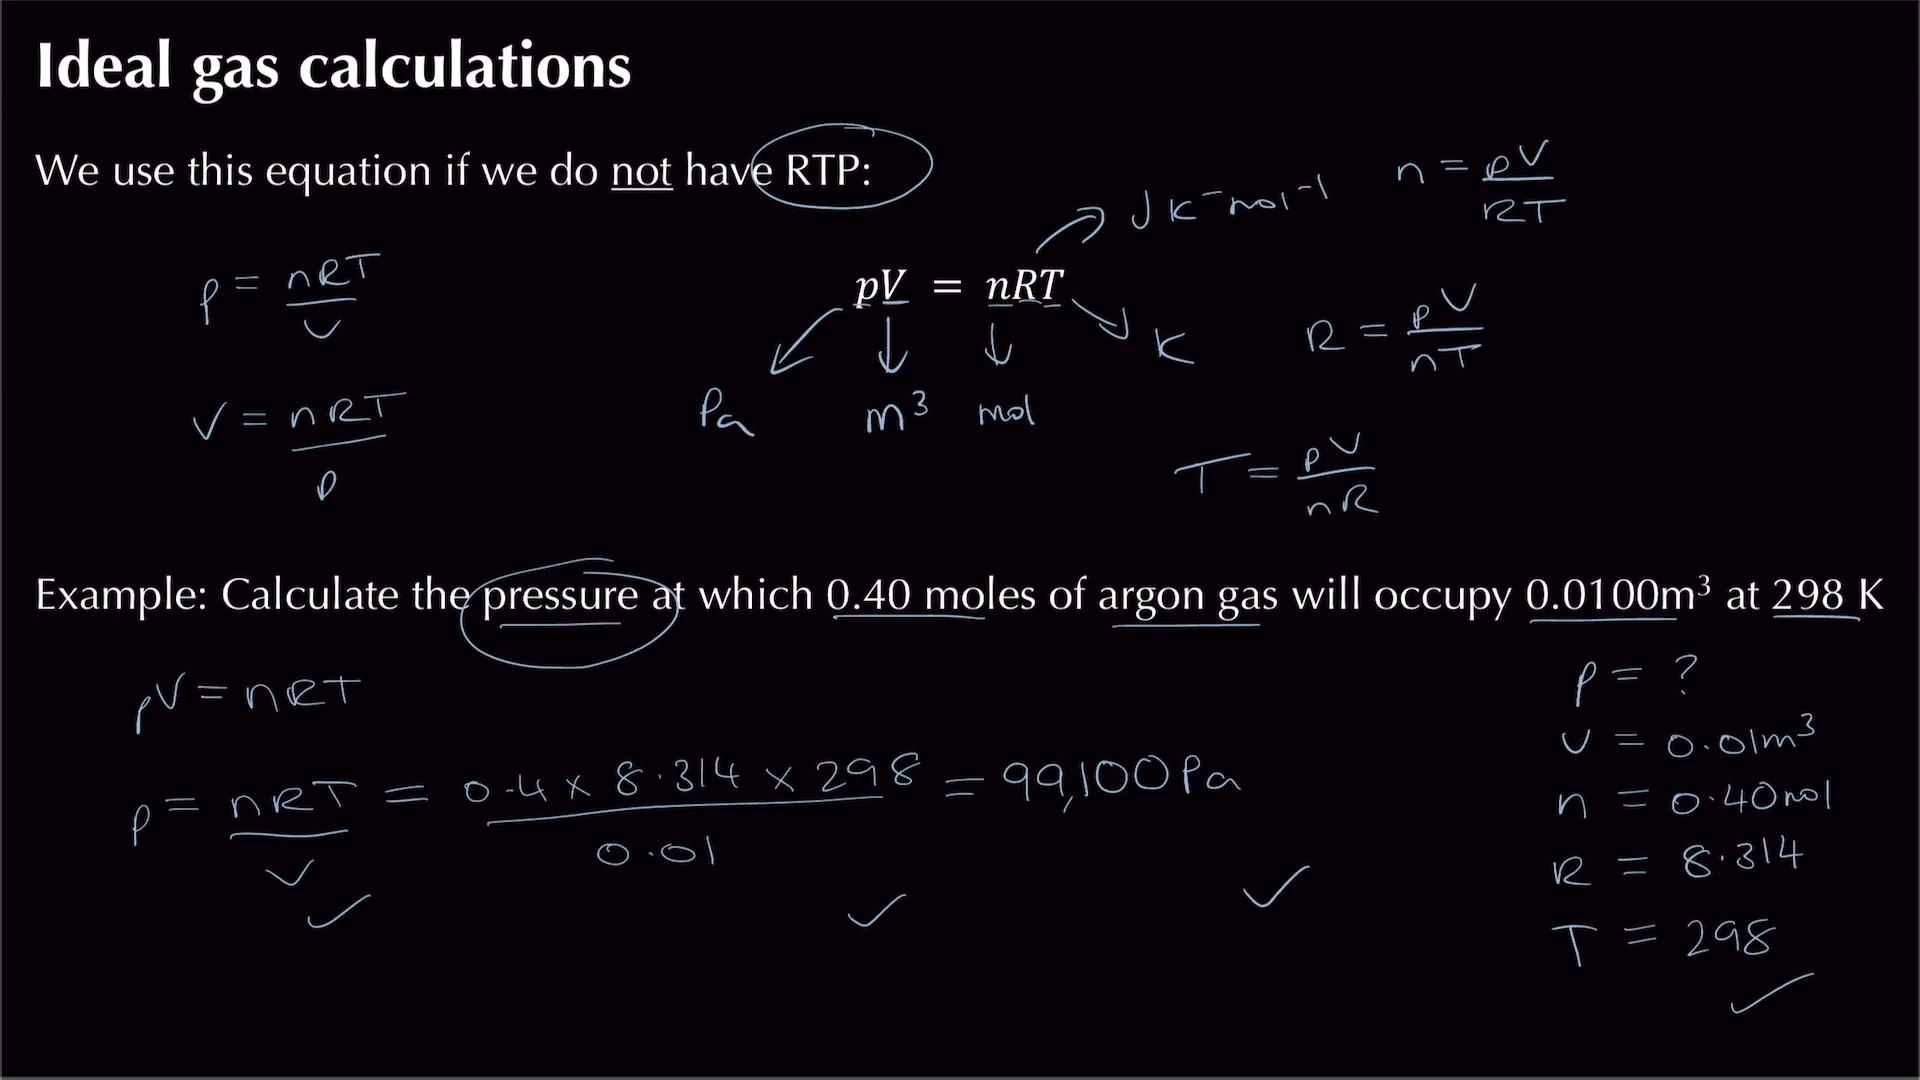 Ideal gas calculations
We use this equation if we do not have RTP:
n = pV/RT
J K⁻ mol⁻¹
p = nRT/V
pV = nRT
R = pV/nT
K
V = nRT/p
Pa m³ mol
T = pV/nR
Example: Calculate the pressure at which 0.40 moles of argon gas will occupy 0.0100m³ at 298 K
pV = nRT
p = nRT/V = 0.4 x 8.314 x 298/0.01 = 99,100 Pa
p = ?
V = 0.01m³
n = 0.40mol
R = 8.314
T = 298